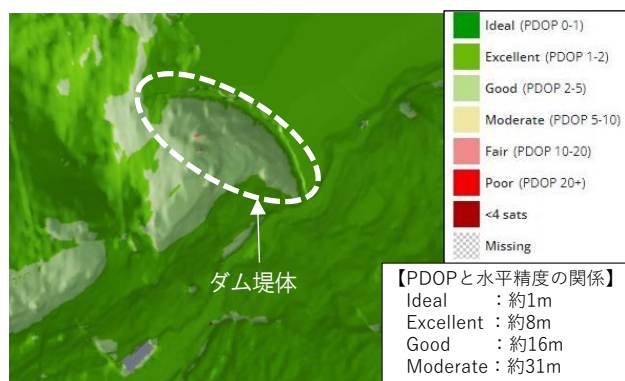 Ideal (PDOP 0-1)
Excellent (PDOP 1-2)
Good (PDOP 2-5)
Moderate (PDOP 5-10)
Fair (PDOP 10-20)
Poor (PDOP 20+)
<4 sats
Missing
ダム堤体
【PDOPと水平精度の関係】
Ideal ：約1m
Excellent ：約8m
Good ：約16m
Moderate：約31m